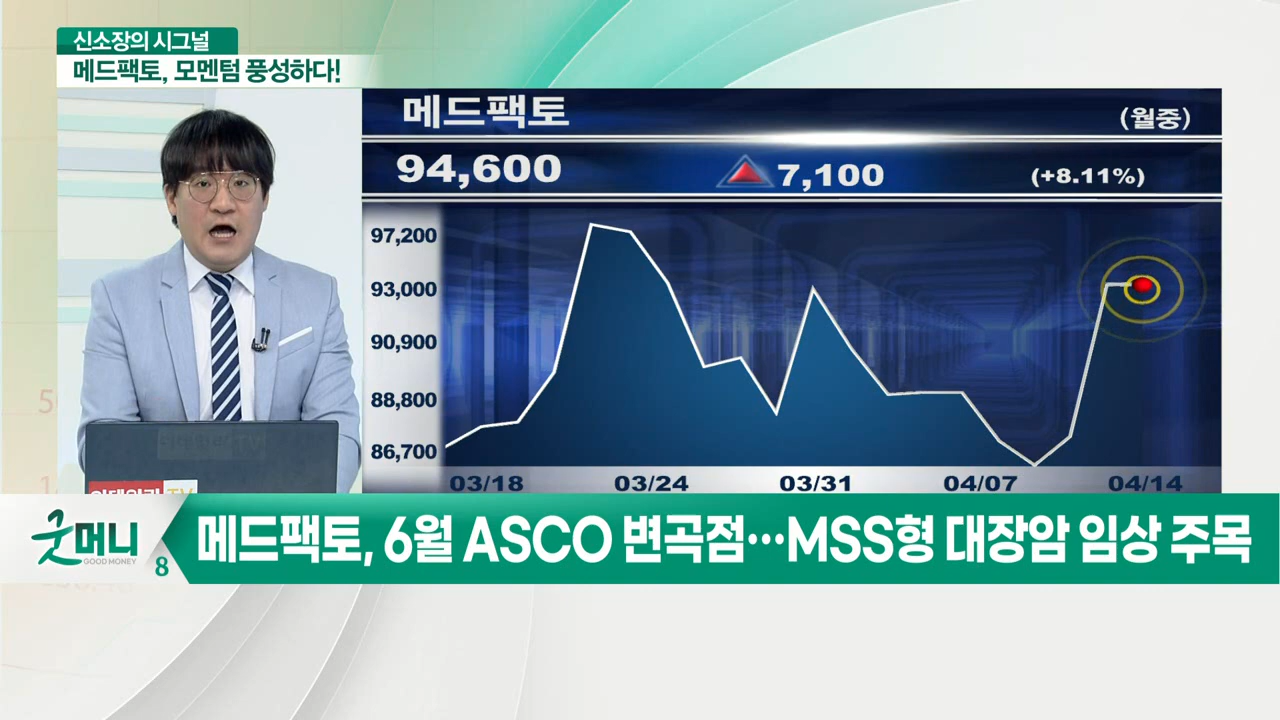 신소장의 시그널
메드팩토, 모멘텀 풍성하다!
메드팩토
(월중)
94,600
7,100
(+8.11%)
97,200
93,000
90,900
88,800
86,700
03/18
03/24
03/31
04/07
04/14
굿머니
GOOD MONEY
8
메드팩토, 6월 ASCO 변곡점…MSS형 대장암 임상 주목